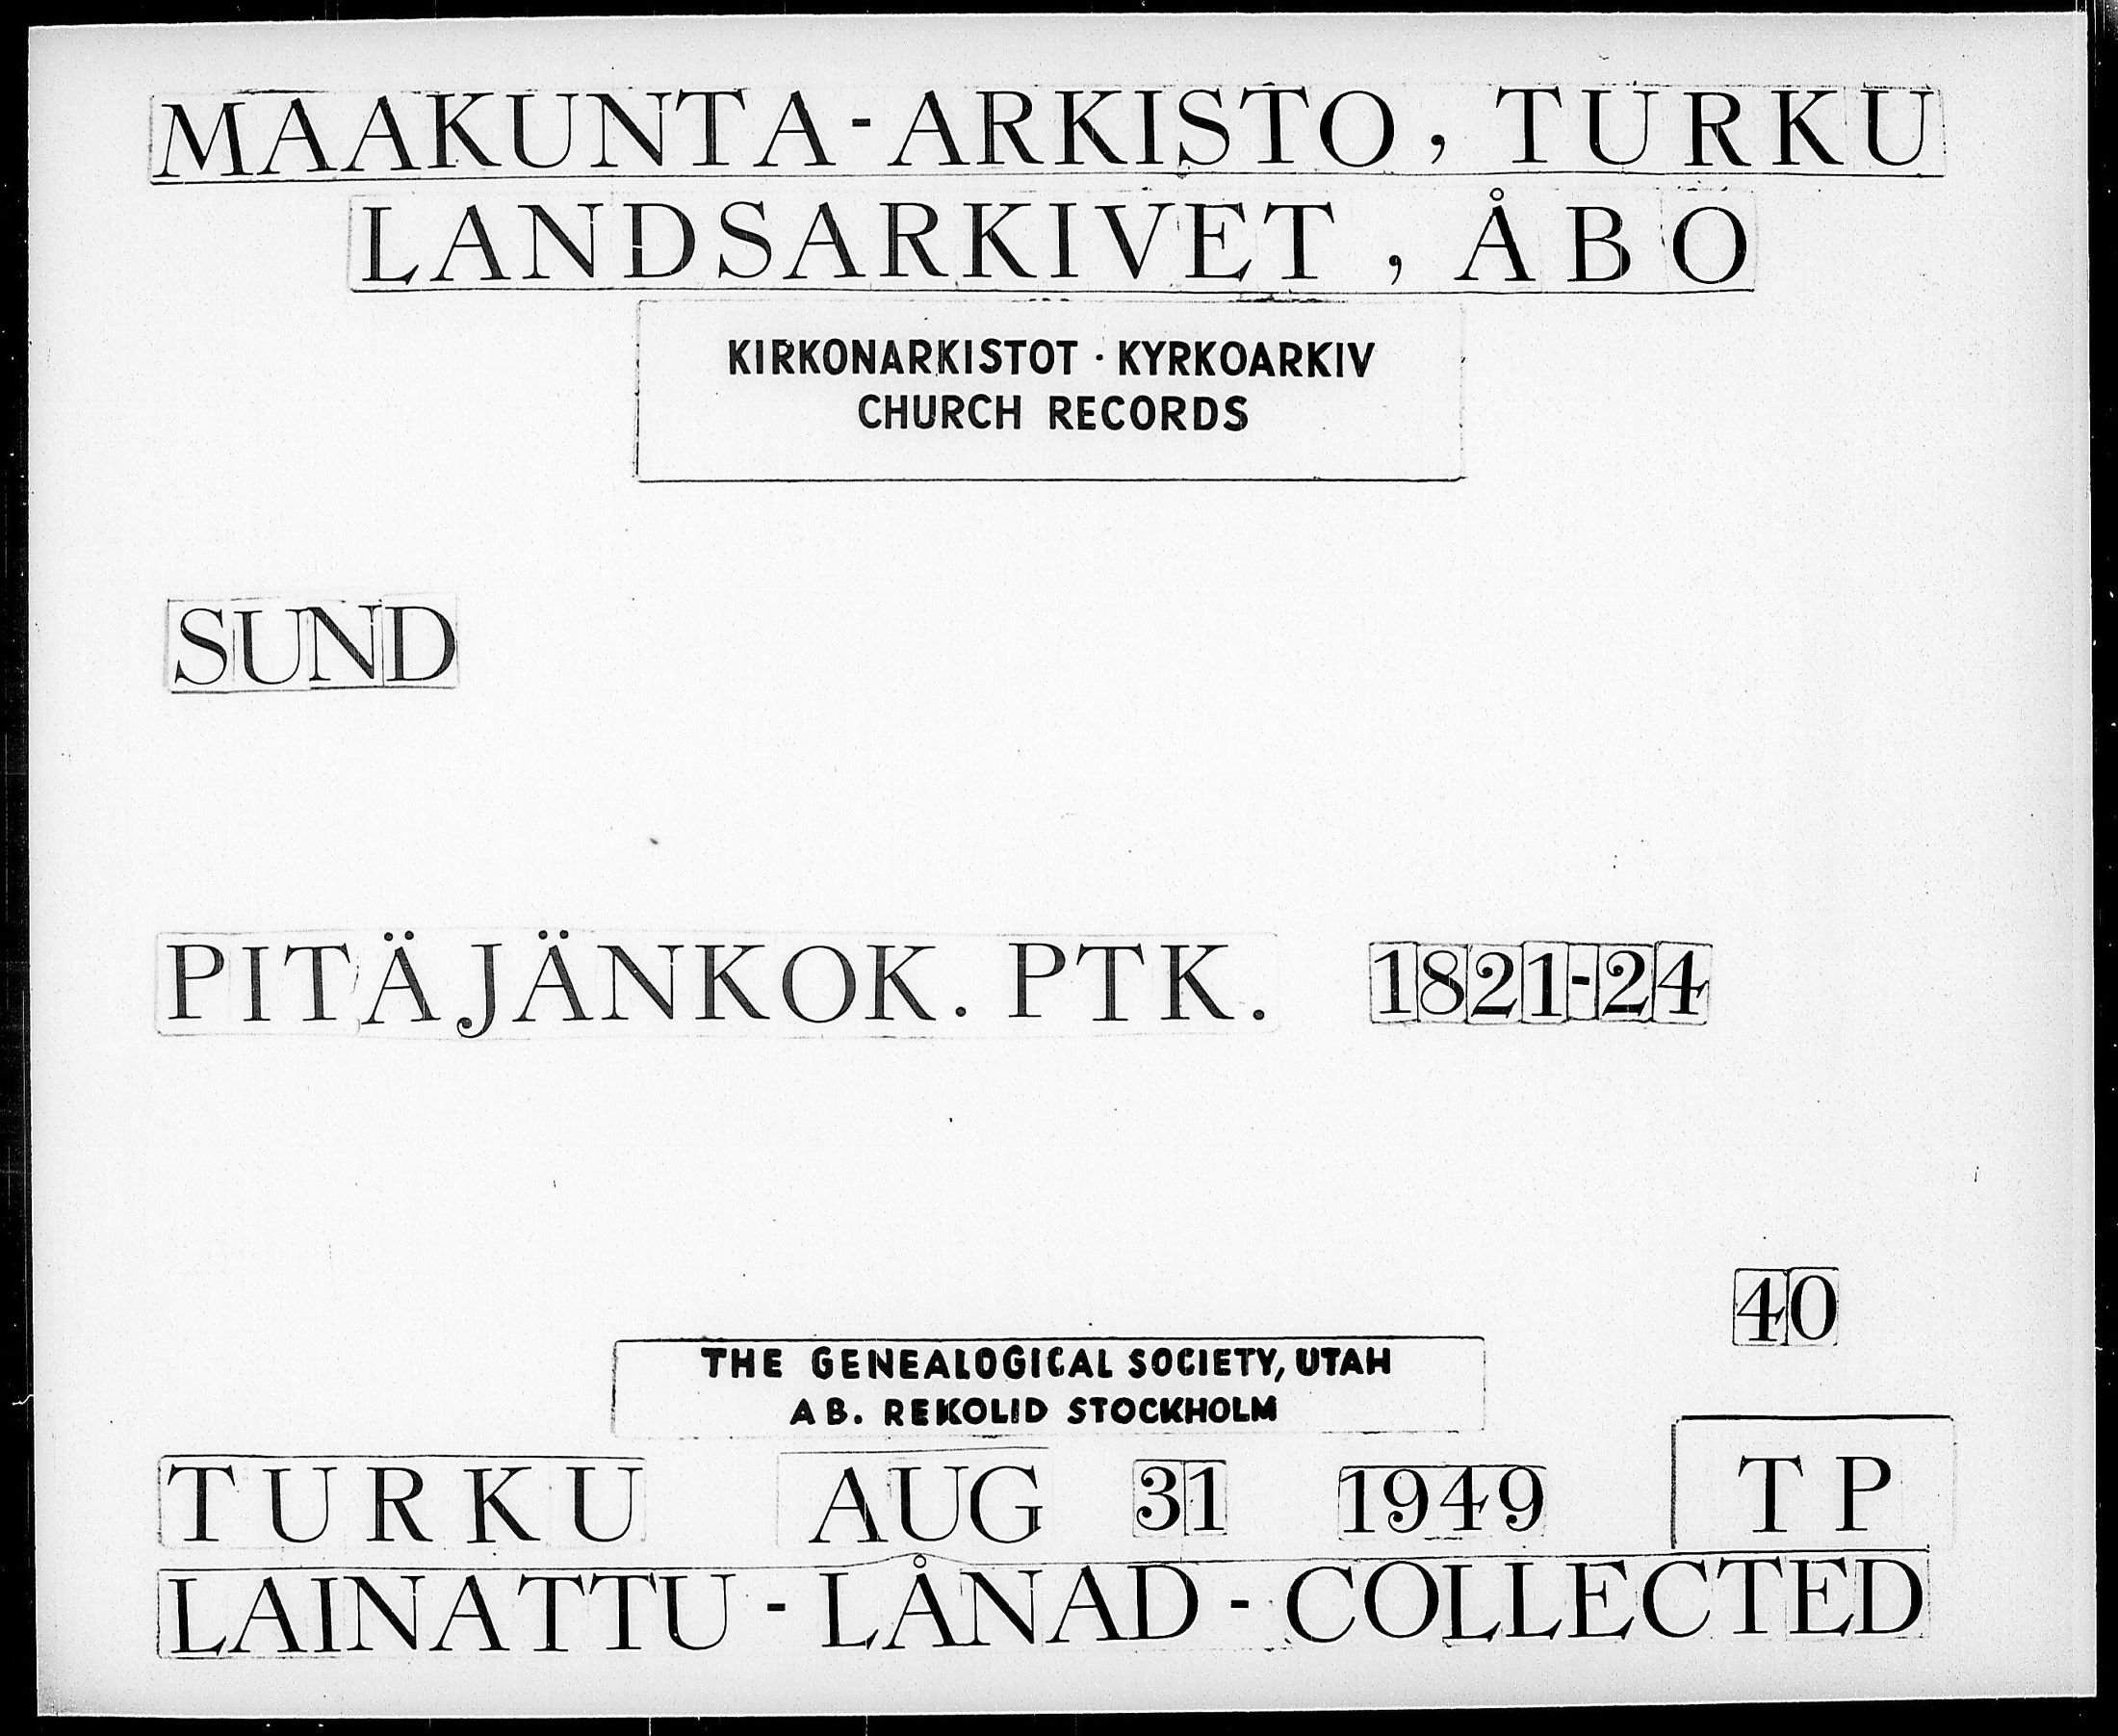 MAAKUNTA-ARKISTO, TURKU
LANDSARKIVET, ÅBO
KIRKONARKISTOT · KYRKOARKIV
CHURCH RECORDS
SUND
PITÄJÄNKOK. PTK. 1821-24
40
THE GENEALOGICAL SOCIETY, UTAH
AB. REKOLID STOCKHOLM
TURKU AUG 31 1949 TP
LAINATTU - LÅNAD - COLLECTED